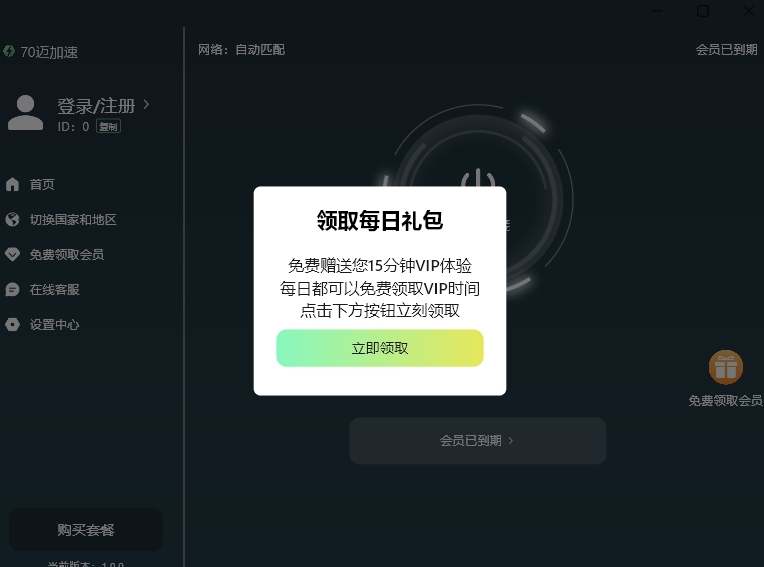 70迈加速
网络：自动匹配
会员已到期
登录/注册
ID：0 复制
首页
切换国家和地区
免费领取会员
在线客服
设置中心
领取每日礼包
免费赠送您15分钟VIP体验
每日都可以免费领取VIP时间
点击下方按钮立刻领取
立即领取
免费领取会员
会员已到期
购买套餐
当前版本：1.0.0